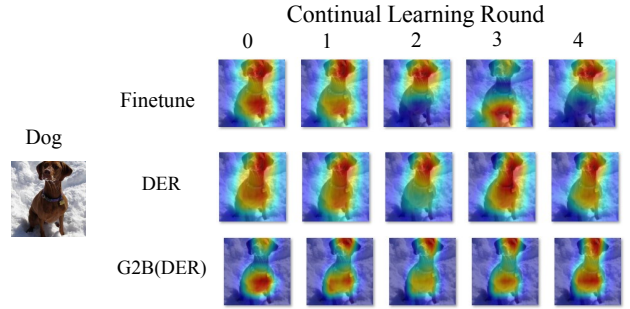 Continual Learning Round
0 1 2 3 4
Finetune
Dog
DER
G2B(DER)